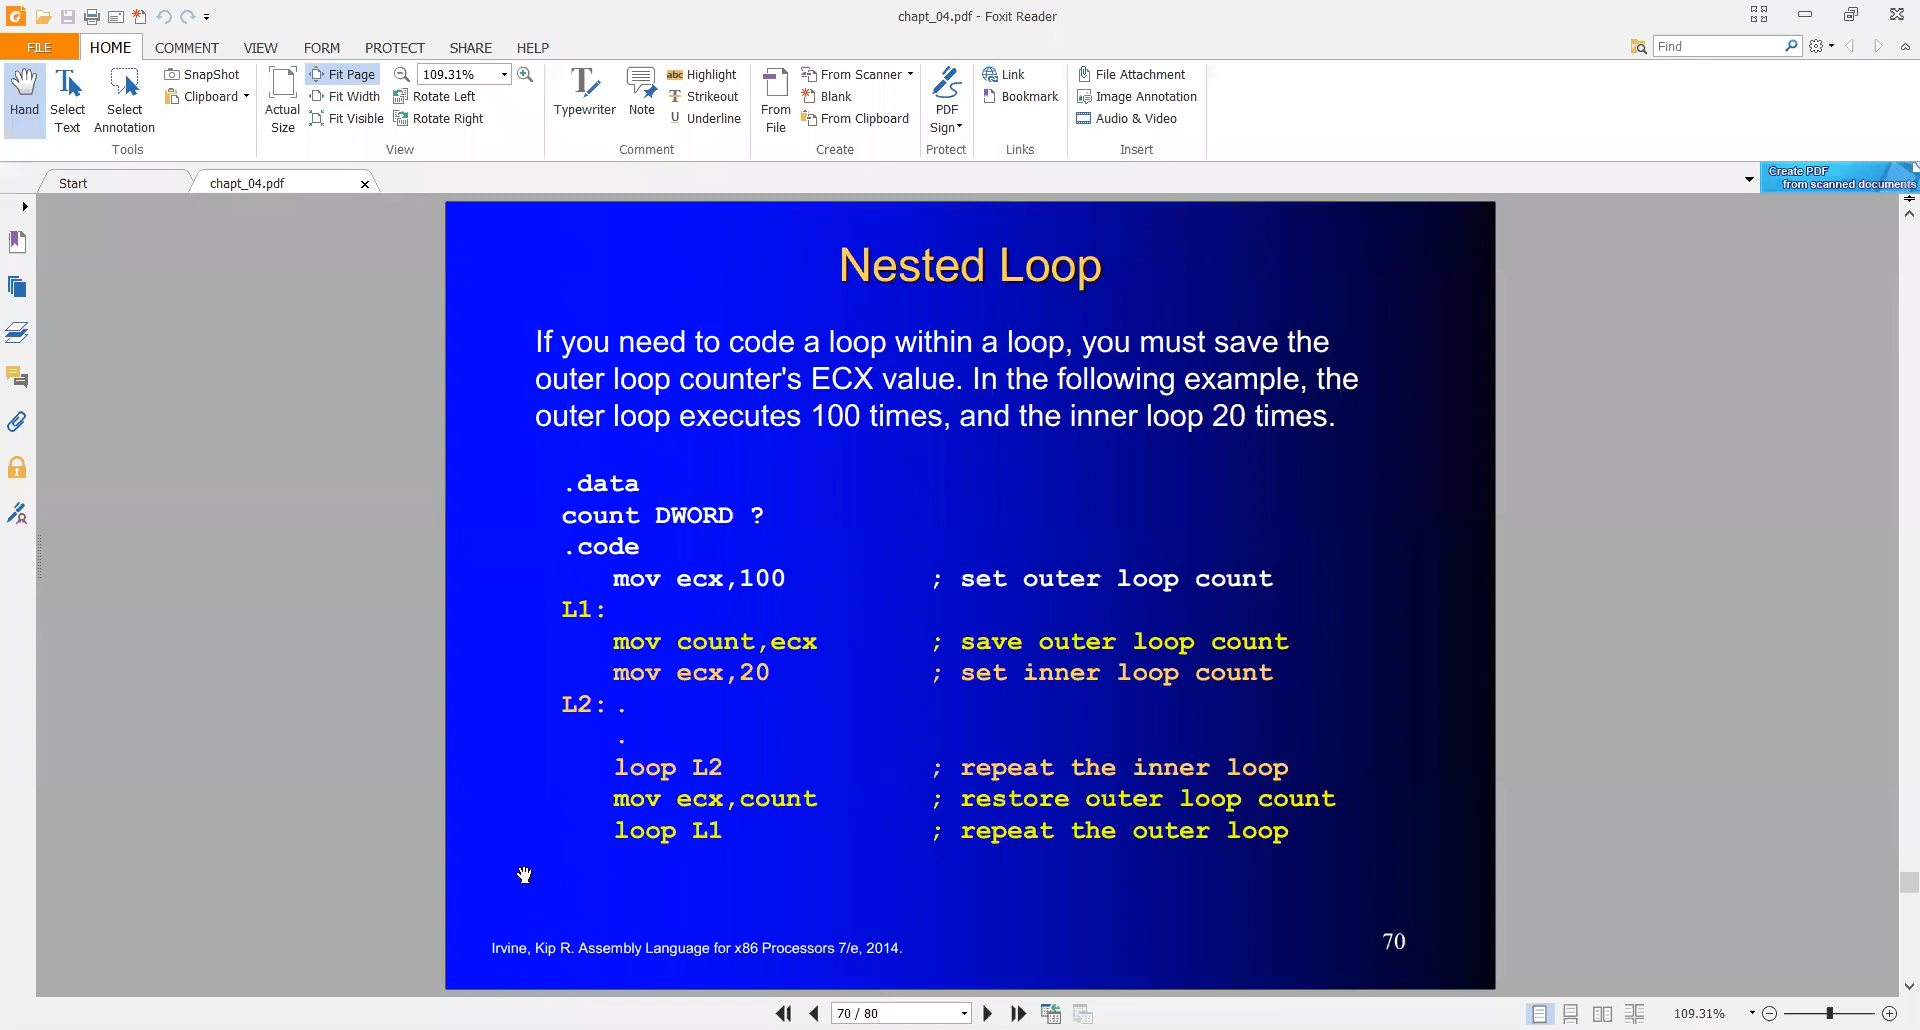 chapt_04.pdf - Foxit Reader
FILE
HOME
COMMENT
VIEW
FORM
PROTECT
SHARE
HELP
Find
Hand
Select
Text
Select
Annotation
SnapShot
Clipboard
Tools
Actual
Size
Fit Page
Fit Width
Fit Visible
109.31%
Rotate Left
Rotate Right
View
Typewriter
Note
abc Highlight
T Strikeout
U Underline
Comment
From
File
From Scanner
Blank
From Clipboard
Create
PDF
Sign
Protect
Link
Bookmark
Links
File Attachment
Image Annotation
Audio & Video
Insert
Start
chapt_04.pdf
Create PDF
from scanned documents
Nested Loop
If you need to code a loop within a loop, you must save the
outer loop counter's ECX value. In the following example, the
outer loop executes 100 times, and the inner loop 20 times.
.data
count DWORD ?
.code
mov ecx,100 ; set outer loop count
L1:
mov count,ecx ; save outer loop count
mov ecx,20 ; set inner loop count
L2: .
.
loop L2 ; repeat the inner loop
mov ecx,count ; restore outer loop count
loop L1 ; repeat the outer loop
Irvine, Kip R. Assembly Language for x86 Processors 7/e, 2014.
70
70 / 80
109.31%